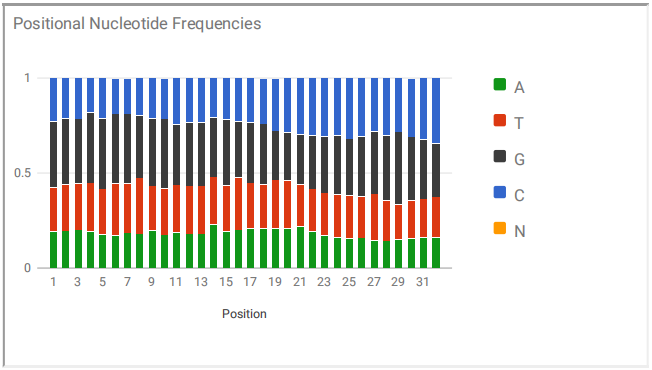 Positional Nucleotide Frequencies
1
0.5
0
1 3 5 7 9 11 13 15 17 19 21 23 25 27 29 31
Position
A
T
G
C
N